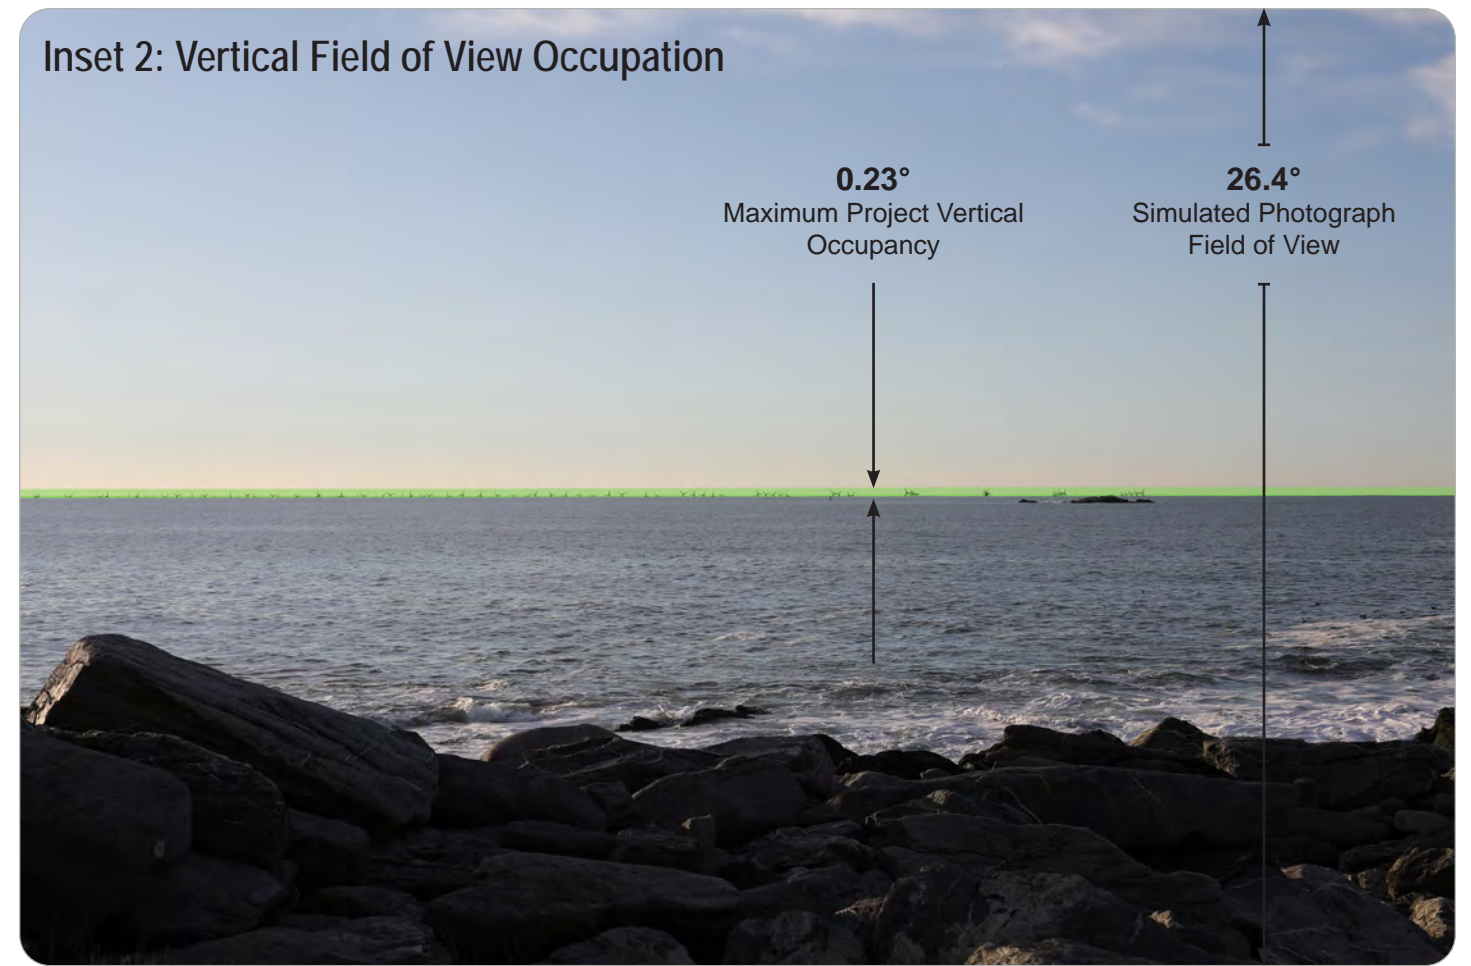 Inset 2: Vertical Field of View Occupation
0.23°
Maximum Project Vertical
Occupancy
26.4°
Simulated Photograph
Field of View